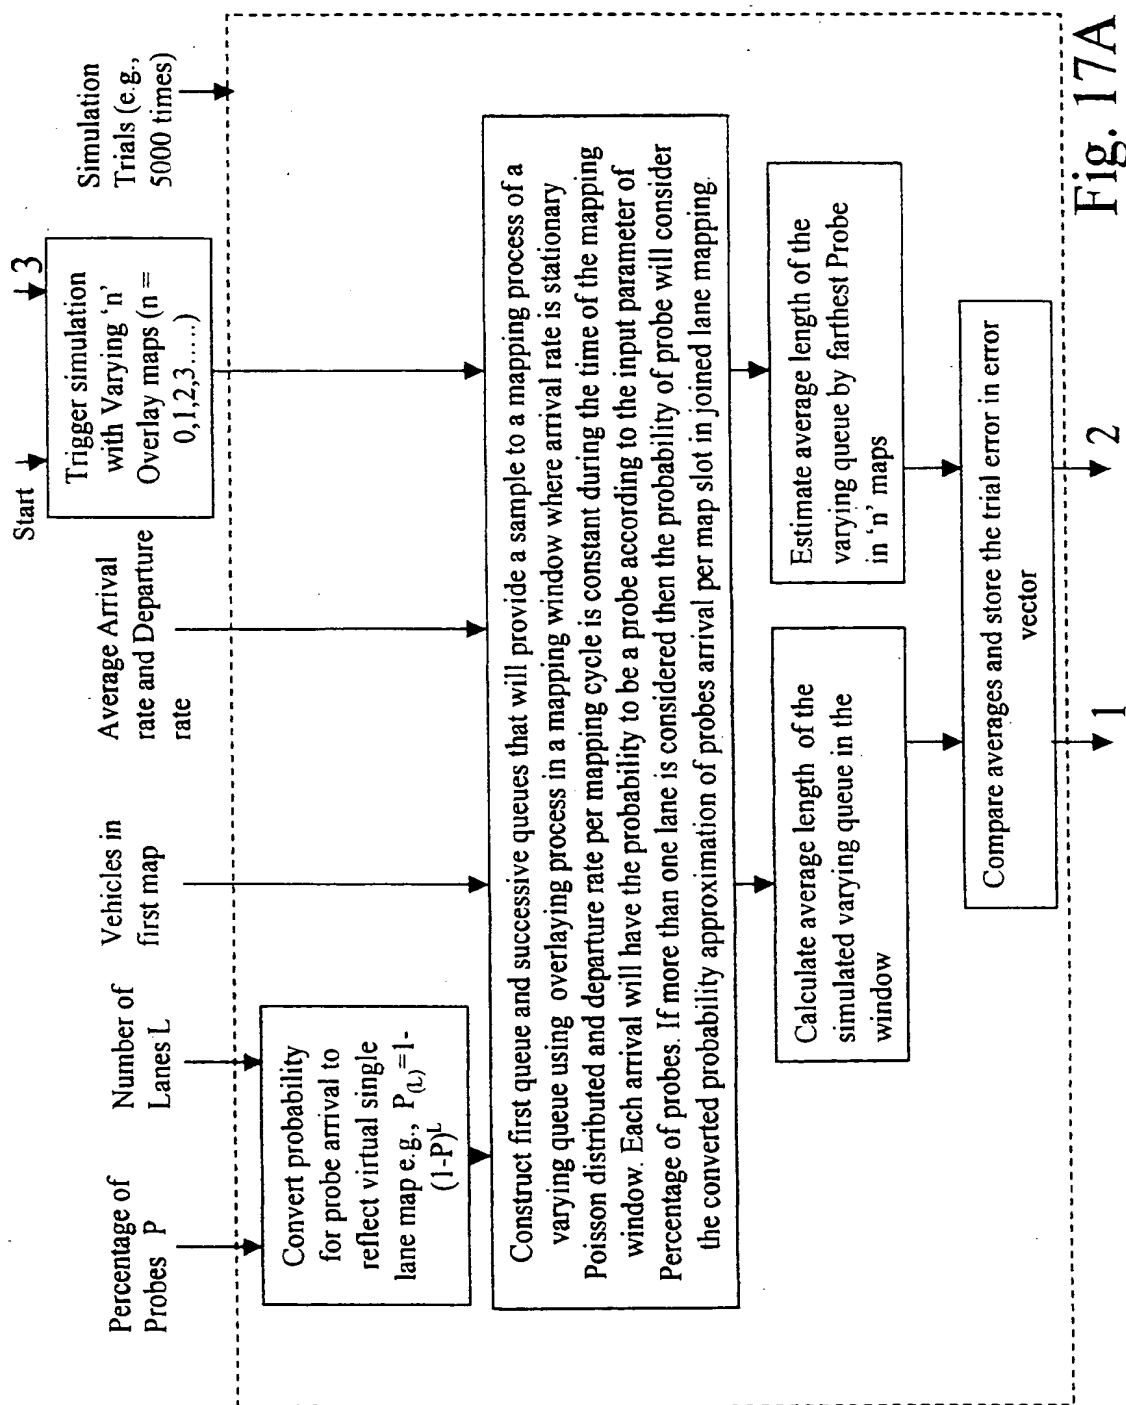 Start
3
Percentage of
Probes P
Number of
Lanes L
Vehicles in
first map
Average Arrival
rate and Departure
rate
Trigger simulation
with Varying 'n'
Overlay maps (n =
0,1,2,3.....)
Simulation
Trials (e.g.,
5000 times)
Convert probability
for probe arrival to
reflect virtual single
lane map e.g., P(L)=1-
(1-P)^L
Construct first queue and successive queues that will provide a sample to a mapping process of a
varying queue using overlaying process in a mapping window where arrival rate is stationary
Poisson distributed and departure rate per mapping cycle is constant during the time of the mapping
window. Each arrival will have the probability to be a probe according to the input parameter of
Percentage of probes. If more than one lane is considered then the probability of probe will consider
the converted probability approximation of probes arrival per map slot in joined lane mapping.
Calculate average length of the
simulated varying queue in the
window
Estimate average length of the
varying queue by farthest Probe
in 'n' maps
Compare averages and store the trial error in error
vector
1
2
Fig. 17A